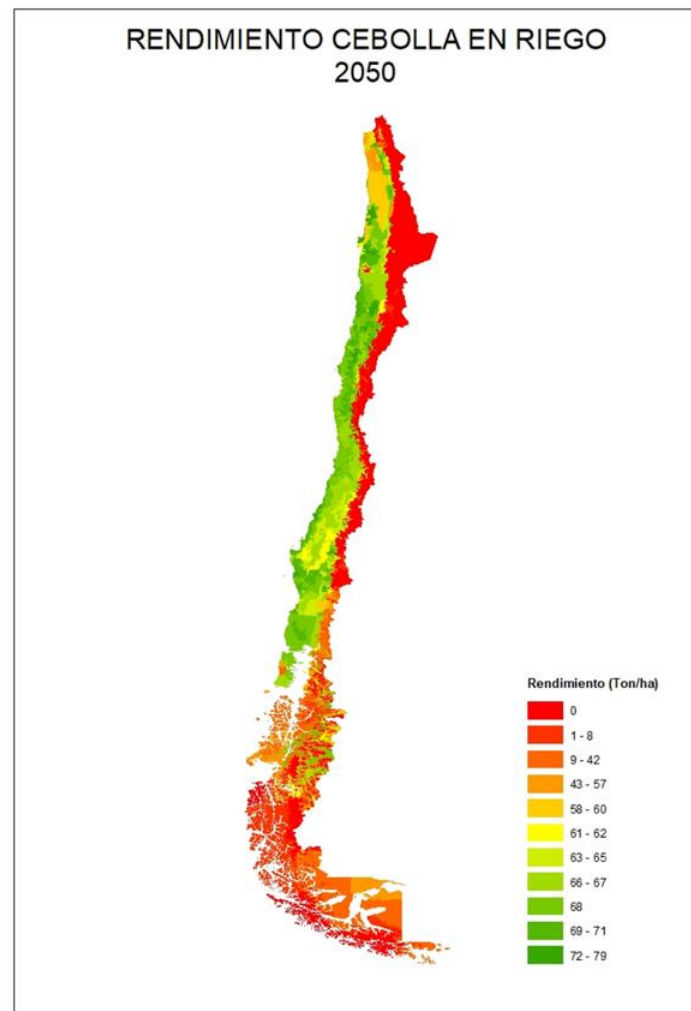 RENDIMIENTO CEBOLLA EN RIEGO
2050
Rendimiento (Ton/ha)
0
1 - 8
9 - 42
43 - 57
58 - 60
61 - 62
63 - 65
66 - 67
68
69 - 71
72 - 79